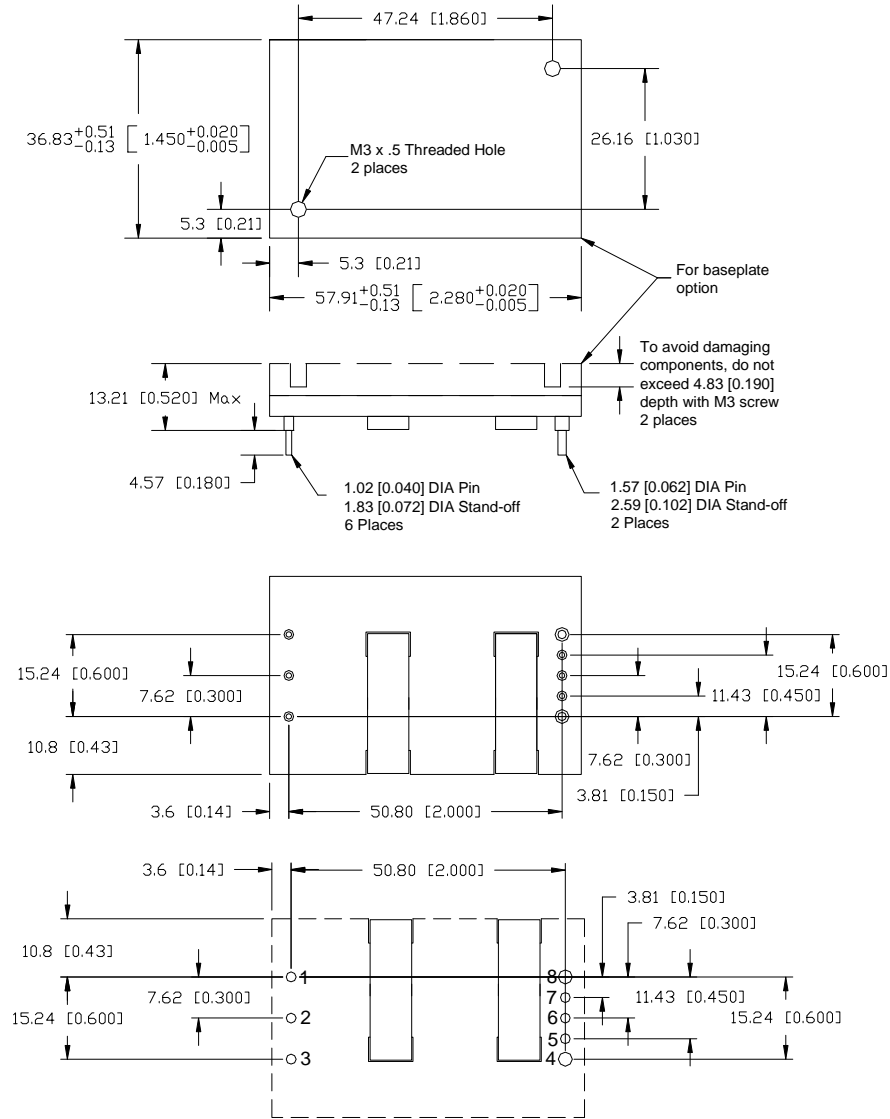 47.24 [1.860]
36.83 +0.51 -0.13 [ 1.450 +0.020 -0.005 ]
26.16 [1.030]
M3 x .5 Threaded Hole
2 places
5.3 [0.21]
5.3 [0.21]
57.91 +0.51 -0.13 [ 2.280 +0.020 -0.005 ]
For baseplate
option
To avoid damaging
components, do not
exceed 4.83 [0.190]
depth with M3 screw
2 places
13.21 [0.520] Max
4.57 [0.180]
1.02 [0.040] DIA Pin
1.83 [0.072] DIA Stand-off
6 Places
1.57 [0.062] DIA Pin
2.59 [0.102] DIA Stand-off
2 Places
15.24 [0.600]
7.62 [0.300]
10.8 [0.43]
15.24 [0.600]
11.43 [0.450]
7.62 [0.300]
3.81 [0.150]
3.6 [0.14]
50.80 [2.000]
3.6 [0.14]
50.80 [2.000]
3.81 [0.150]
7.62 [0.300]
10.8 [0.43]
7.62 [0.300]
15.24 [0.600]
11.43 [0.450]
15.24 [0.600]
1
2
3
8
7
6
5
4